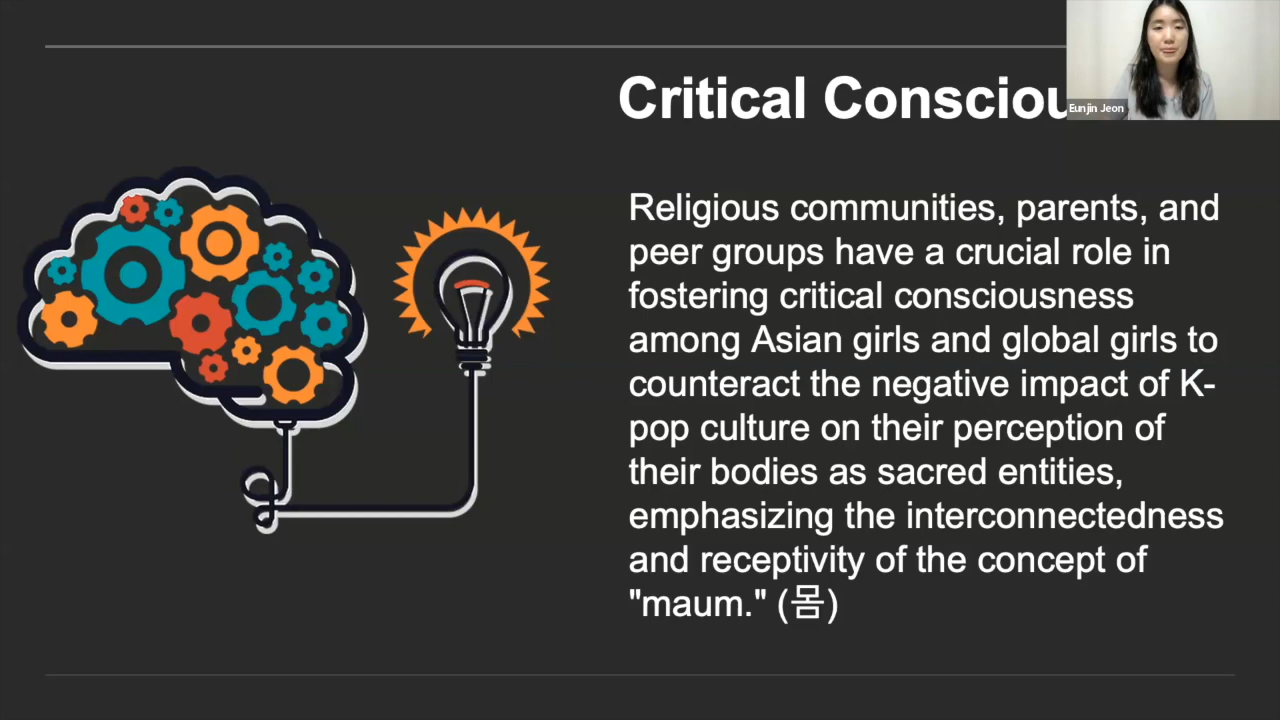 Critical Consciou
Eunjin Jeon
Religious communities, parents, and
peer groups have a crucial role in
fostering critical consciousness
among Asian girls and global girls to
counteract the negative impact of K-
pop culture on their perception of
their bodies as sacred entities,
emphasizing the interconnectedness
and receptivity of the concept of
"maum." (몸)